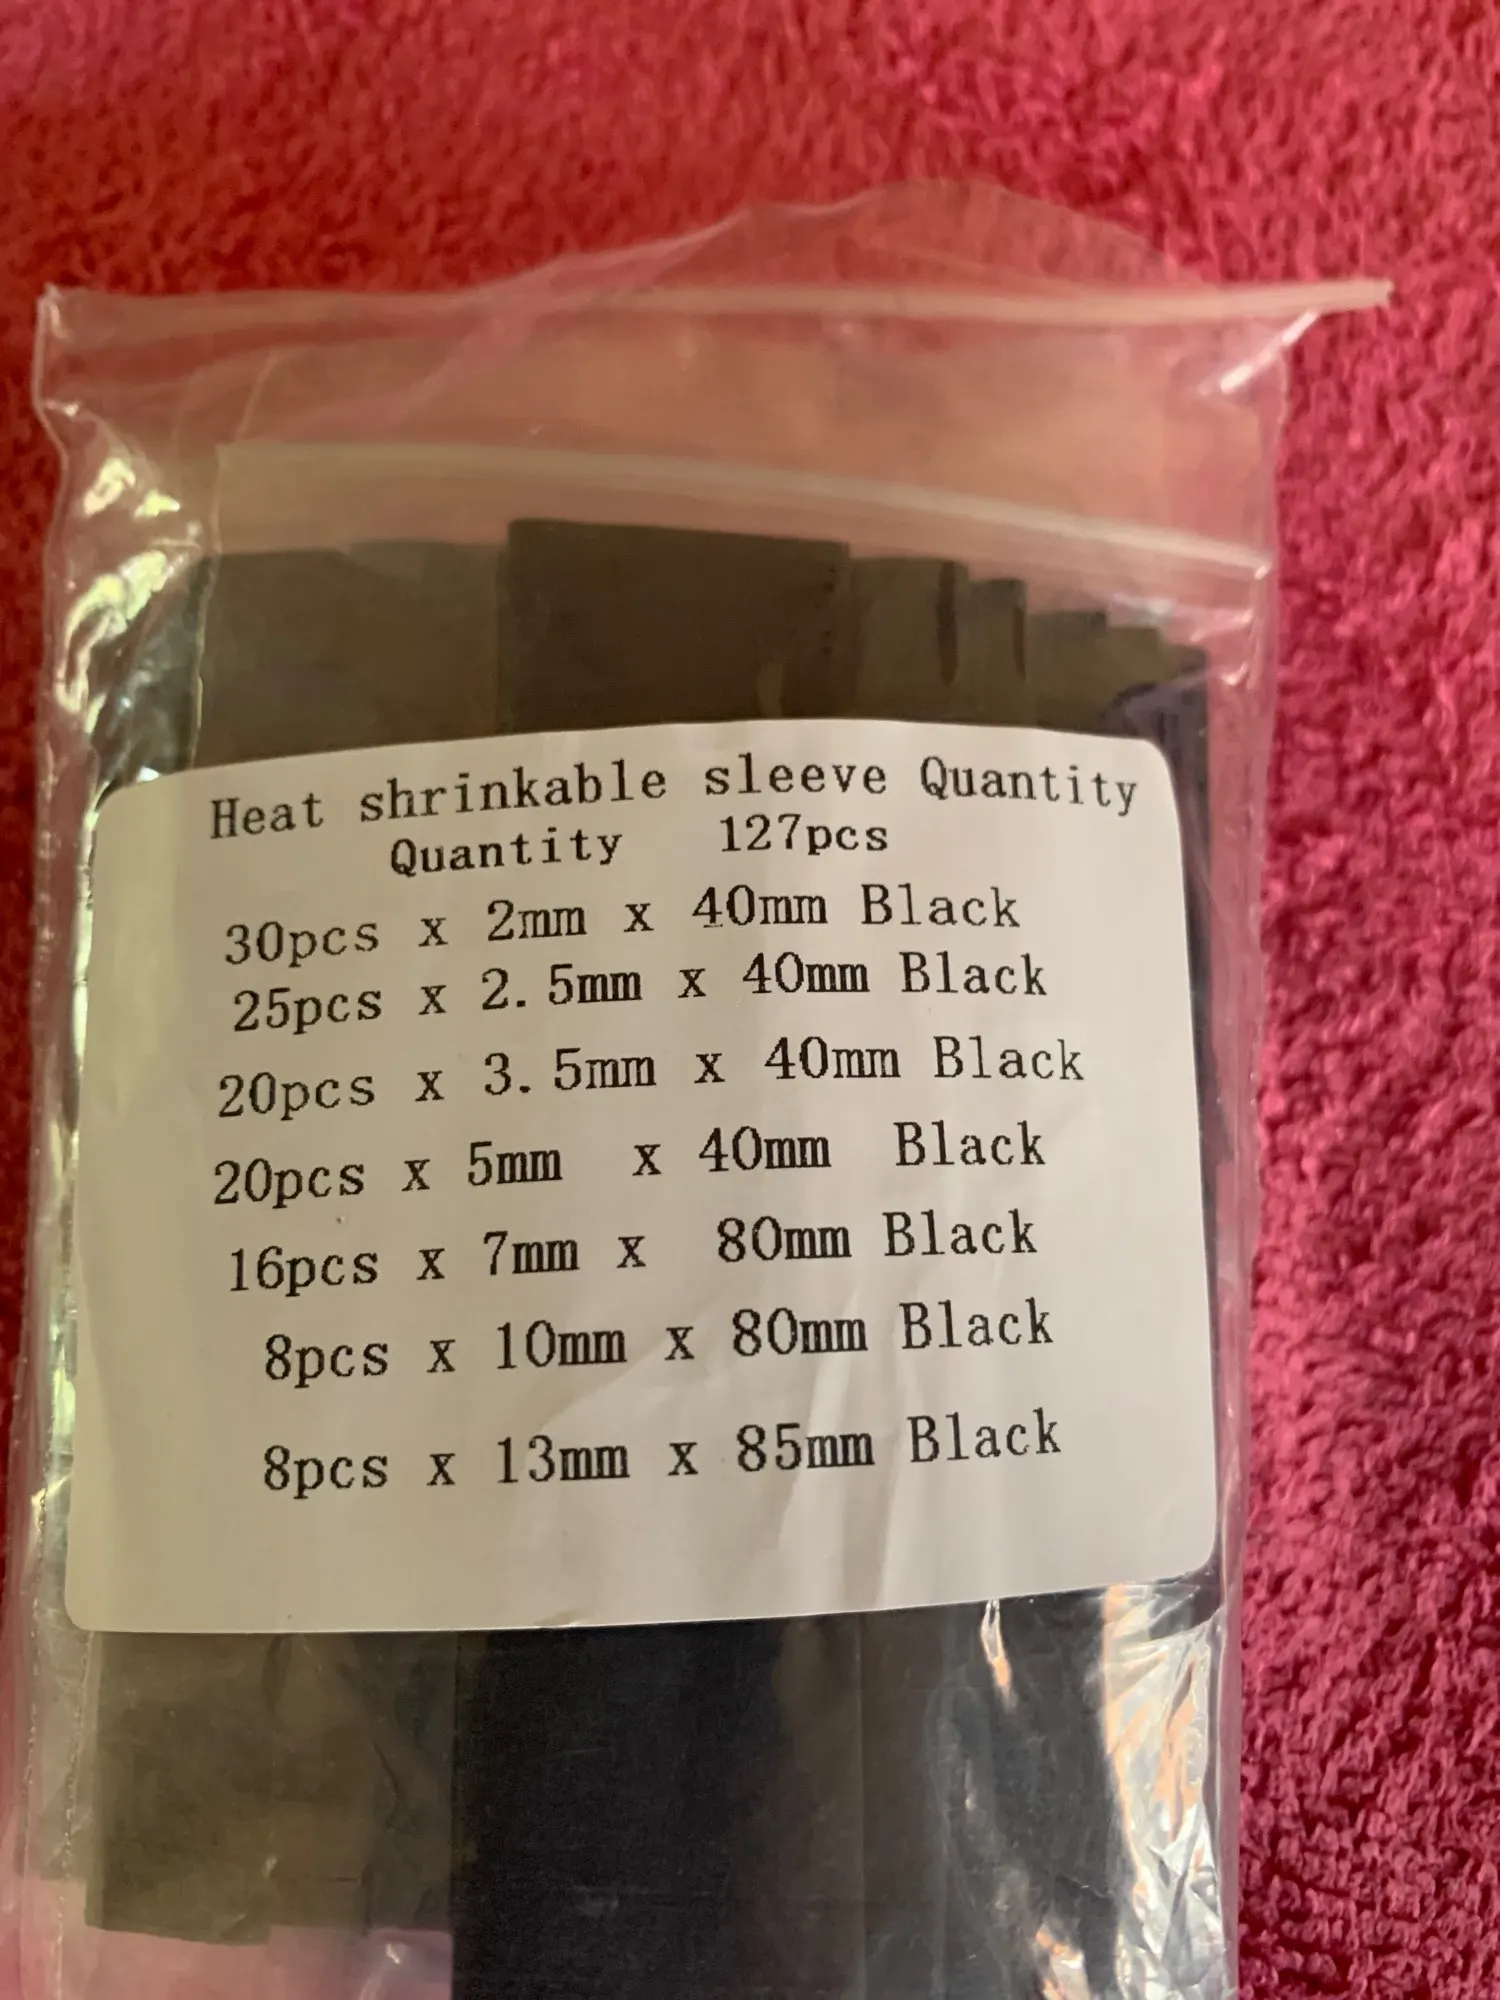 Heat shrinkable sleeve Quantity
Quantity 127pcs
30pcs x 2mm x 40mm Black
25pcs x 2.5mm x 40mm Black
20pcs x 3.5mm x 40mm Black
20pcs x 5mm x 40mm Black
16pcs x 7mm x 80mm Black
8pcs x 10mm x 80mm Black
8pcs x 13mm x 85mm Black